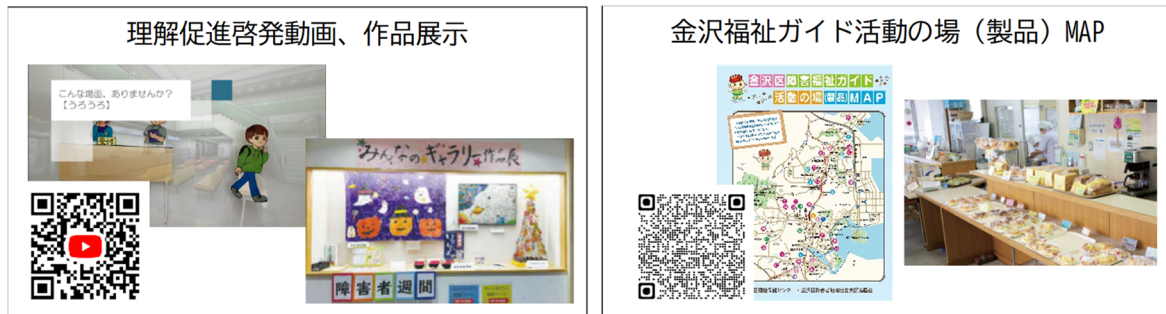 理解促進啓発動画、作品展示
こんな場面、ありませんか？
【うろうろ】
受付
みんなのギャラリー作品展
障害者週間
金沢福祉ガイド活動の場（製品）MAP
金沢区障害福祉ガイド
活動の場(製品)MAP